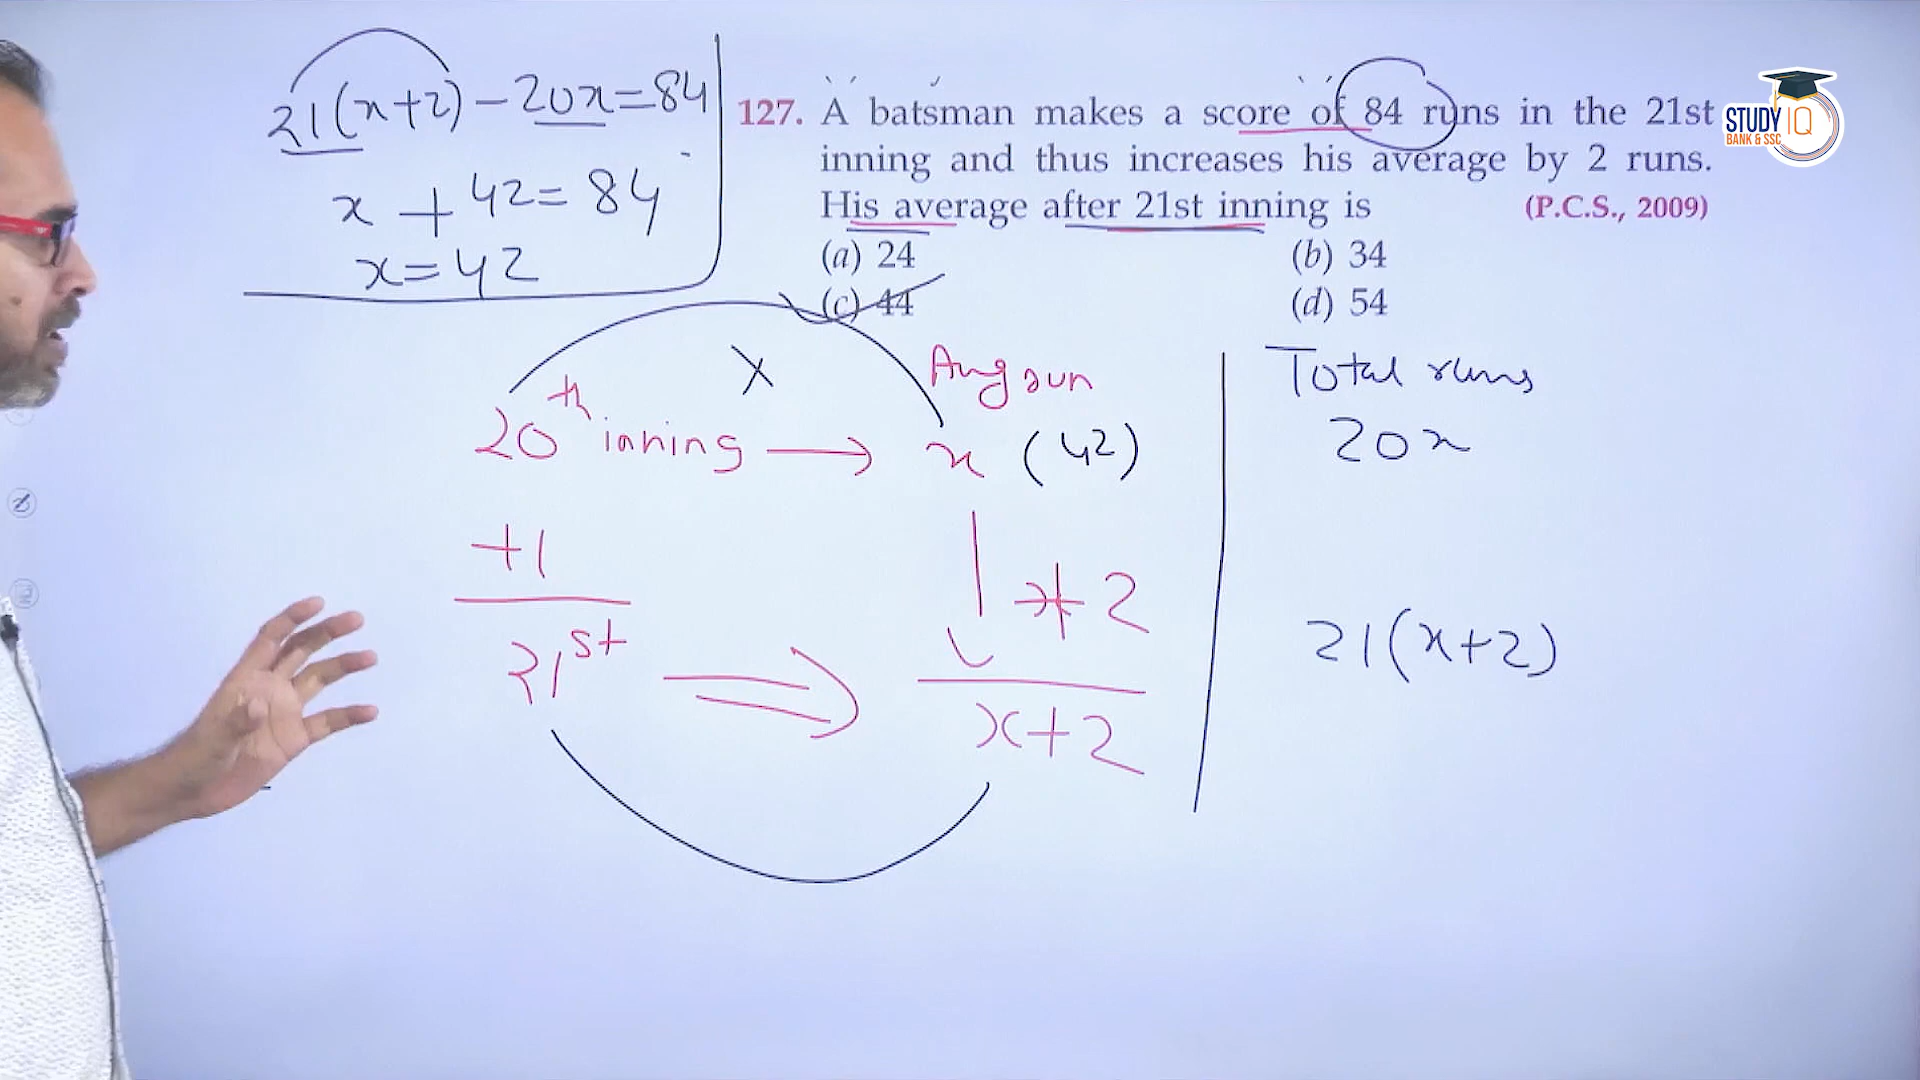 21(x+2)-20x=84
x + 42 = 84
x=42
127. A batsman makes a score of 84 runs in the 21st
inning and thus increases his average by 2 runs.
His average after 21st inning is (P.C.S., 2009)
(a) 24 (b) 34
(c) 44 (d) 54
STUDY IQ
BANK & SSC
X
Avg run
20th inning → x (42)
+1
x+2
21st ⇒ x+2
Total runs
20x
21(x+2)